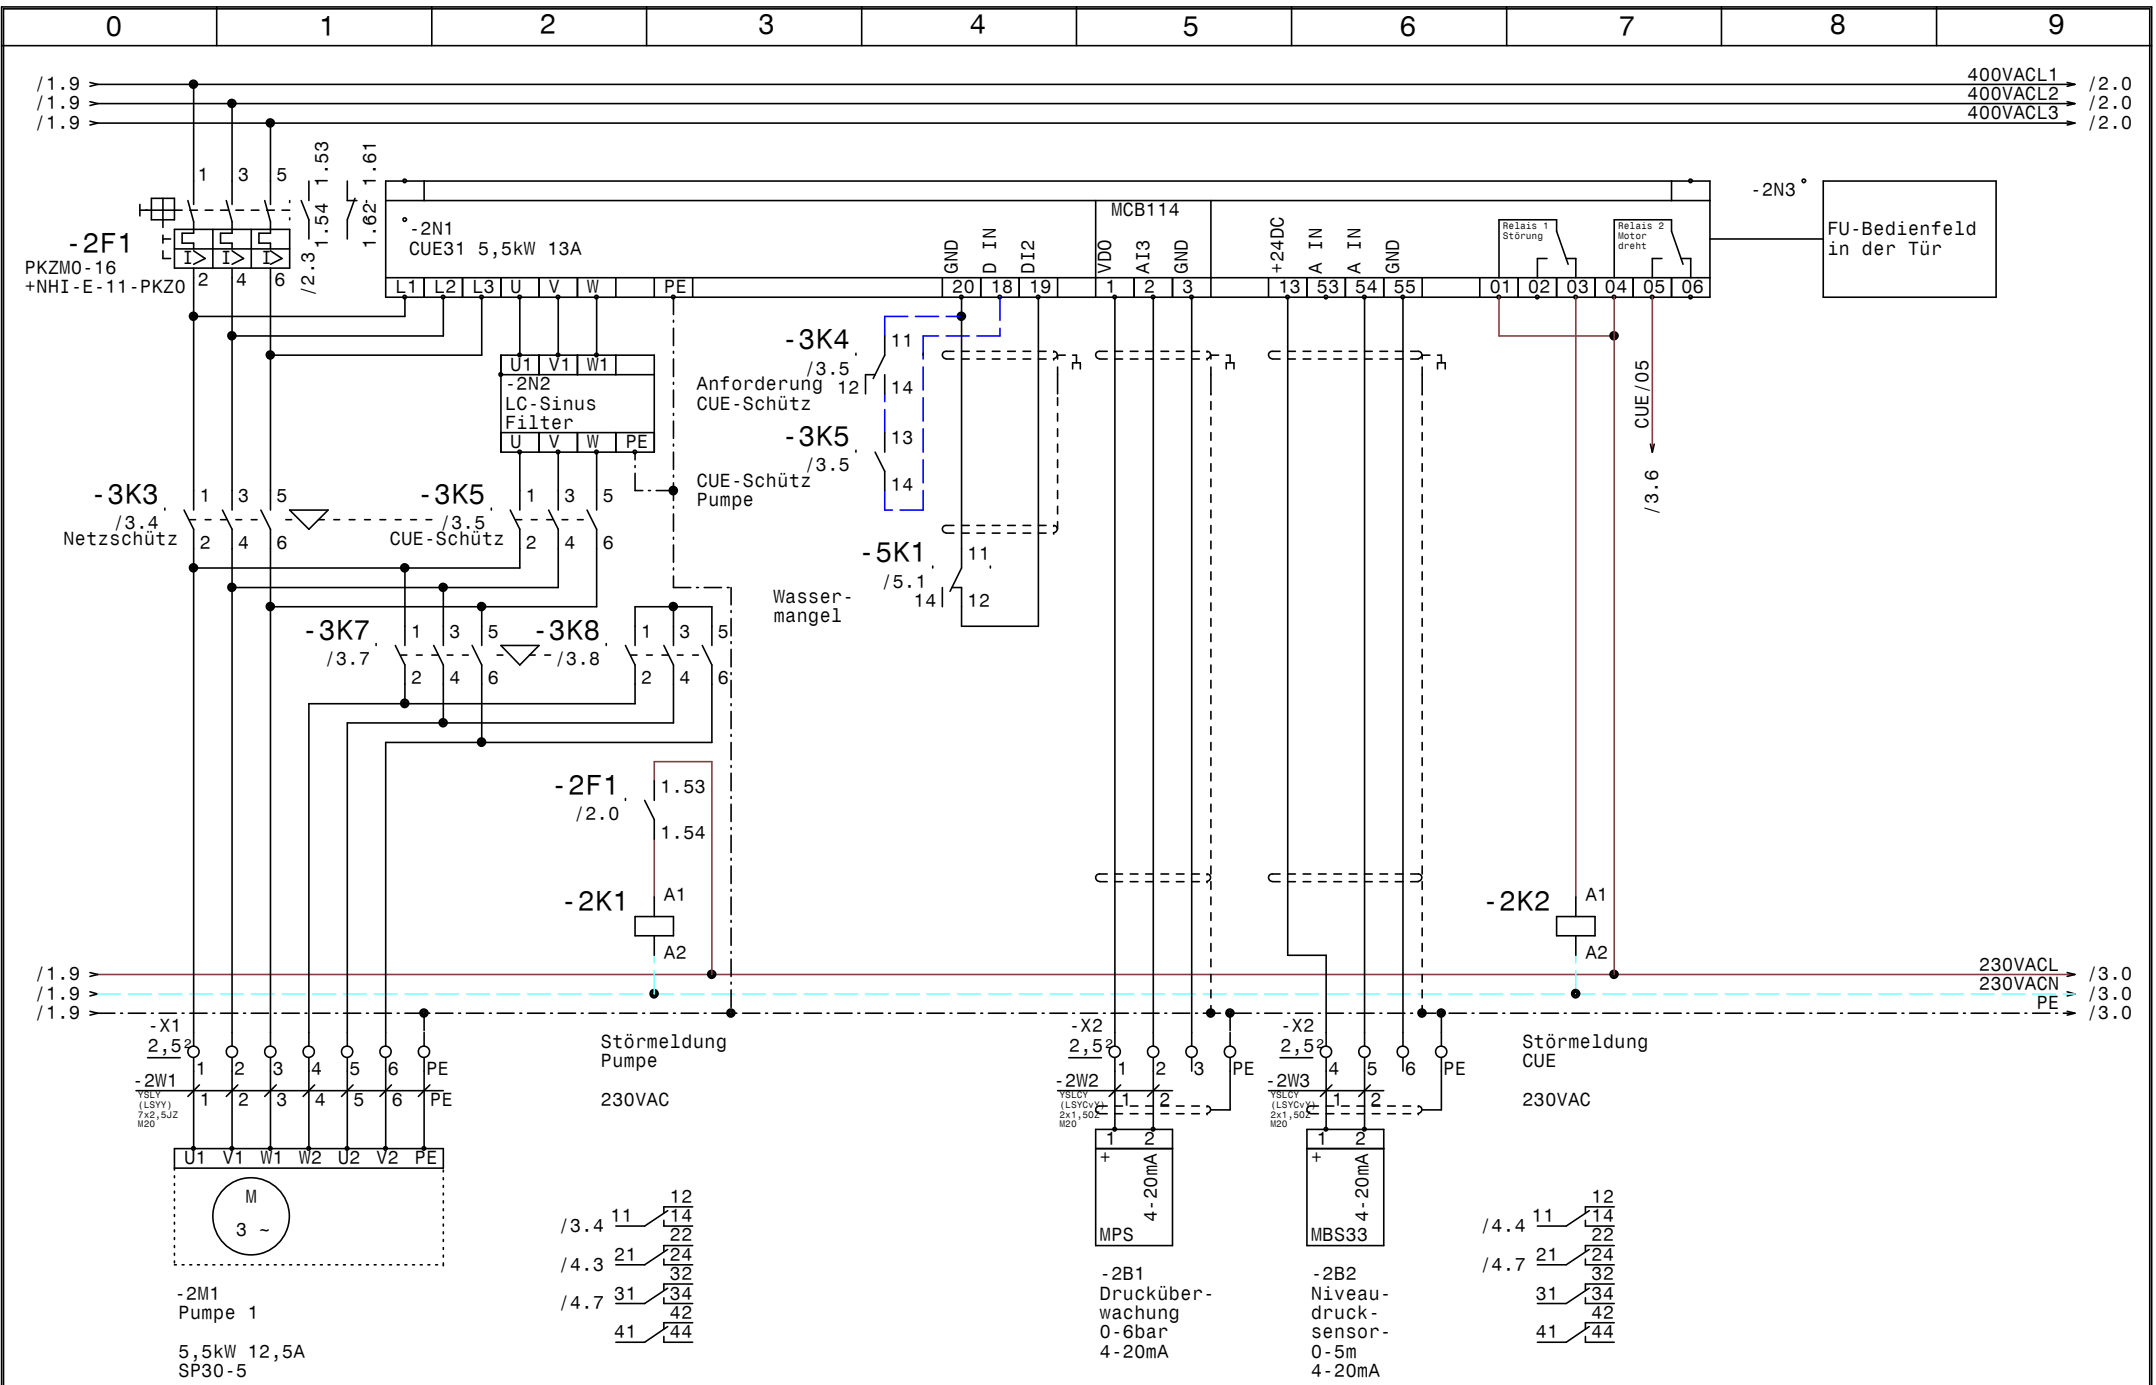 0 1 2 3 4 5 6 7 8 9
/1.9 400VACL1 /2.0
/1.9 400VACL2 /2.0
/1.9 400VACL3 /2.0
1 3 5
1.53
1.54
1.61
1.62
-2F1
PKZM0-16
+NHI-E-11-PKZ0
I> I> I>
2 4 6
/2.3
-2N1
CUE31 5,5kW 13A
MCB114
GND
D IN
DI2
VDO
AI3
GND
+24DC
A IN
A IN
GND
Relais 1
Störung
Relais 2
Motor
dreht
L1 L2 L3 U V W PE 20 18 19 1 2 3 13 53 54 55 01 02 03 04 05 06
-2N3
FU-Bedienfeld
in der Tür
U1 V1 W1
-2N2
LC-Sinus
Filter
U V W PE
-3K4
/3.5
Anforderung
CUE-Schütz
11
12 14
-3K5
/3.5
CUE-Schütz
Pumpe
13
14
CUE/05
/3.6
-3K3
/3.4
Netzschütz
1 3 5
2 4 6
-3K5
/3.5
CUE-Schütz
1 3 5
2 4 6
-5K1
/5.1
Wasser-
mangel
11
14 12
-3K7
/3.7
1 3 5
2 4 6
-3K8
/3.8
1 3 5
2 4 6
-2F1
/2.0
1.53
1.54
-2K1
A1
A2
-2K2
A1
A2
/1.9 230VACL /3.0
/1.9 230VACN /3.0
/1.9 PE /3.0
-X1
2,5²
1 2 3 4 5 6 PE
-2W1
YSLY
(LSYY)
7x2,5JZ
M20
1 2 3 4 5 6 PE
U1 V1 W1 W2 U2 V2 PE
M
3 ~
-2M1
Pumpe 1
5,5kW 12,5A
SP30-5
Störmeldung
Pumpe
230VAC
12
/3.4 11 14
22
/4.3 21 24
32
/4.7 31 34
42
41 44
-X2
2,5²
1 2 3 PE
-2W2
YSLCY
(LSYCvY)
2x1,5OZ
M20
1 2
1 2
+
4-20mA
MPS
-2B1
Drucküber-
wachung
0-6bar
4-20mA
-X2
2,5²
4 5 6 PE
-2W3
YSLCY
(LSYCvY)
2x1,5OZ
M20
1 2
1 2
+
4-20mA
MBS33
-2B2
Niveau-
druck-
sensor-
0-5m
4-20mA
Störmeldung
CUE
230VAC
12
/4.4 11 14
22
/4.7 21 24
32
31 34
42
41 44